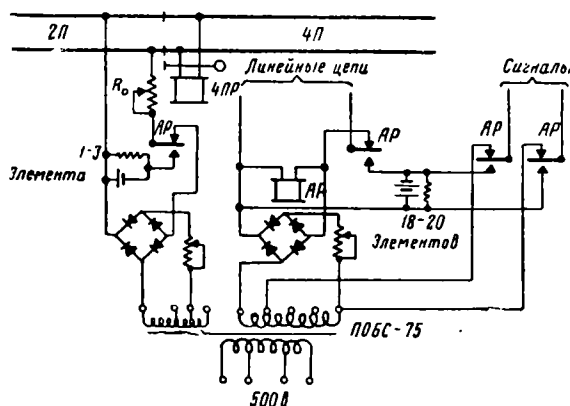 2П
4П
R₀
4ПР
Линейные цепи
Сигналы
АР
АР
АР
АР
1-3
Элемента
АР
18-20
Элементов
ПОБС-75
500в